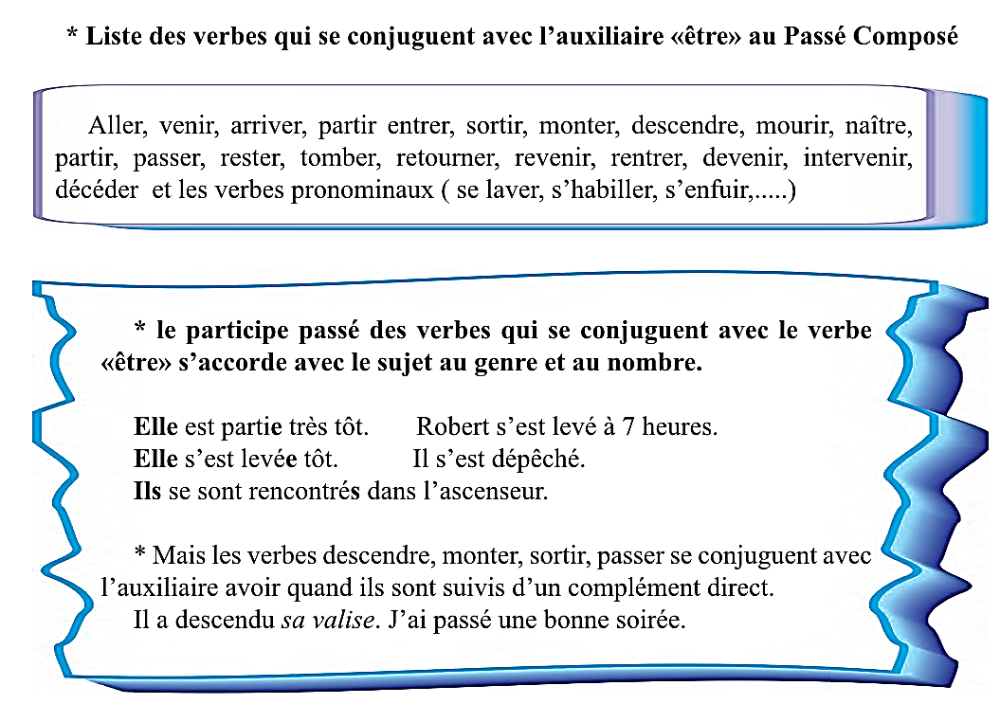 * Liste des verbes qui se conjuguent avec l’auxiliaire «être» au Passé Composé
Aller, venir, arriver, partir entrer, sortir, monter, descendre, mourir, naître,
partir, passer, rester, tomber, retourner, revenir, rentrer, devenir, intervenir,
décéder et les verbes pronominaux ( se laver, s’habiller, s’enfuir,.....)
* le participe passé des verbes qui se conjuguent avec le verbe
«être» s’accorde avec le sujet au genre et au nombre.
Elle est partie très tôt. Robert s’est levé à 7 heures.
Elle s’est levée tôt. Il s’est dépêché.
Ils se sont rencontrés dans l’ascenseur.
* Mais les verbes descendre, monter, sortir, passer se conjuguent avec
l’auxiliaire avoir quand ils sont suivis d’un complément direct.
Il a descendu sa valise. J’ai passé une bonne soirée.